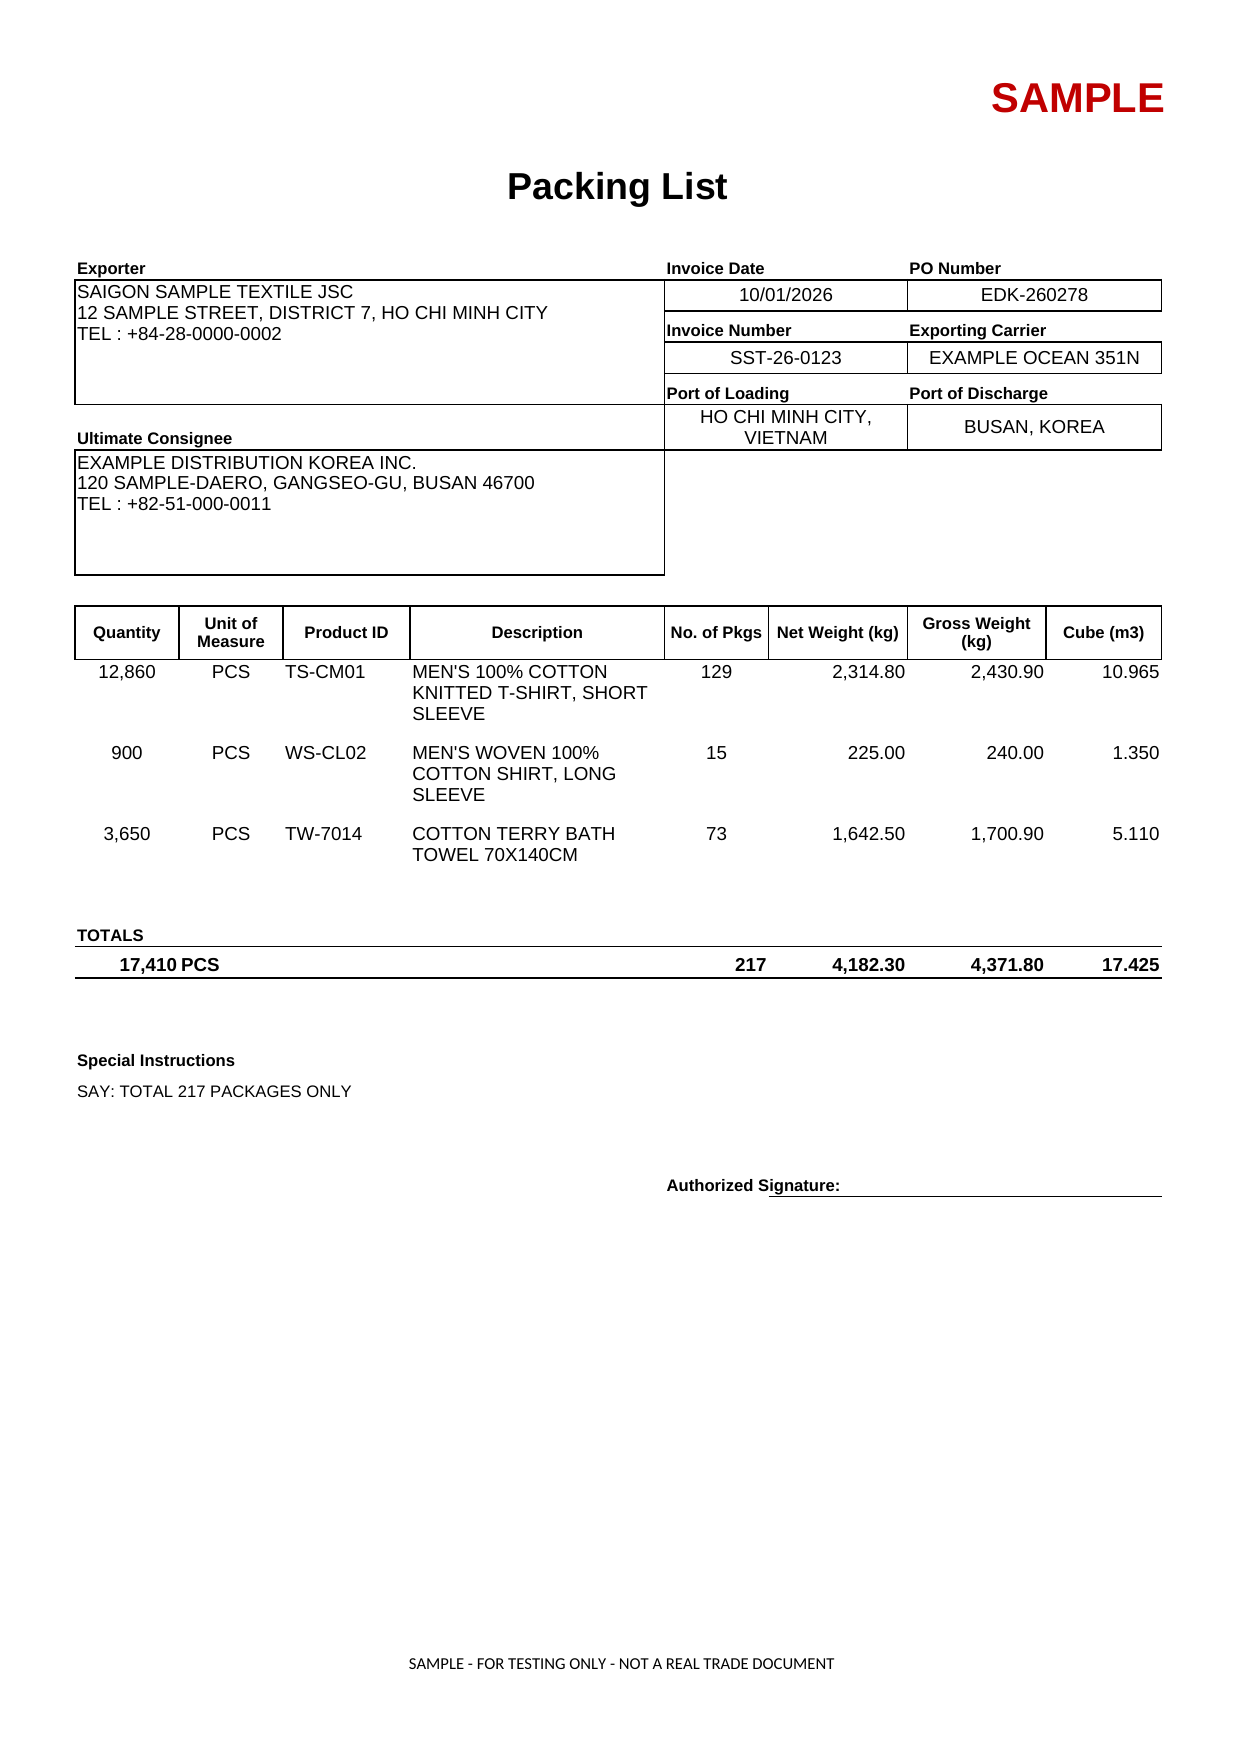 SAMPLE
Packing List
Exporter
Invoice Date PO Number
SAIGON SAMPLE TEXTILE JSC
12 SAMPLE STREET, DISTRICT 7, HO CHI MINH CITY
TEL : +84-28-0000-0002
10/01/2026 EDK-260278
Invoice Number Exporting Carrier
SST-26-0123 EXAMPLE OCEAN 351N
Port of Loading Port of Discharge
HO CHI MINH CITY,
VIETNAM
BUSAN, KOREA
Ultimate Consignee
EXAMPLE DISTRIBUTION KOREA INC.
120 SAMPLE-DAERO, GANGSEO-GU, BUSAN 46700
TEL : +82-51-000-0011
Quantity Unit of Measure Product ID Description No. of Pkgs Net Weight (kg) Gross Weight (kg) Cube (m3)
12,860 PCS TS-CM01 MEN'S 100% COTTON 129 2,314.80 2,430.90 10.965
KNITTED T-SHIRT, SHORT
SLEEVE
900 PCS WS-CL02 MEN'S WOVEN 100% 15 225.00 240.00 1.350
COTTON SHIRT, LONG
SLEEVE
3,650 PCS TW-7014 COTTON TERRY BATH 73 1,642.50 1,700.90 5.110
TOWEL 70X140CM
TOTALS
17,410 PCS 217 4,182.30 4,371.80 17.425
Special Instructions
SAY: TOTAL 217 PACKAGES ONLY
Authorized Signature:
SAMPLE - FOR TESTING ONLY - NOT A REAL TRADE DOCUMENT